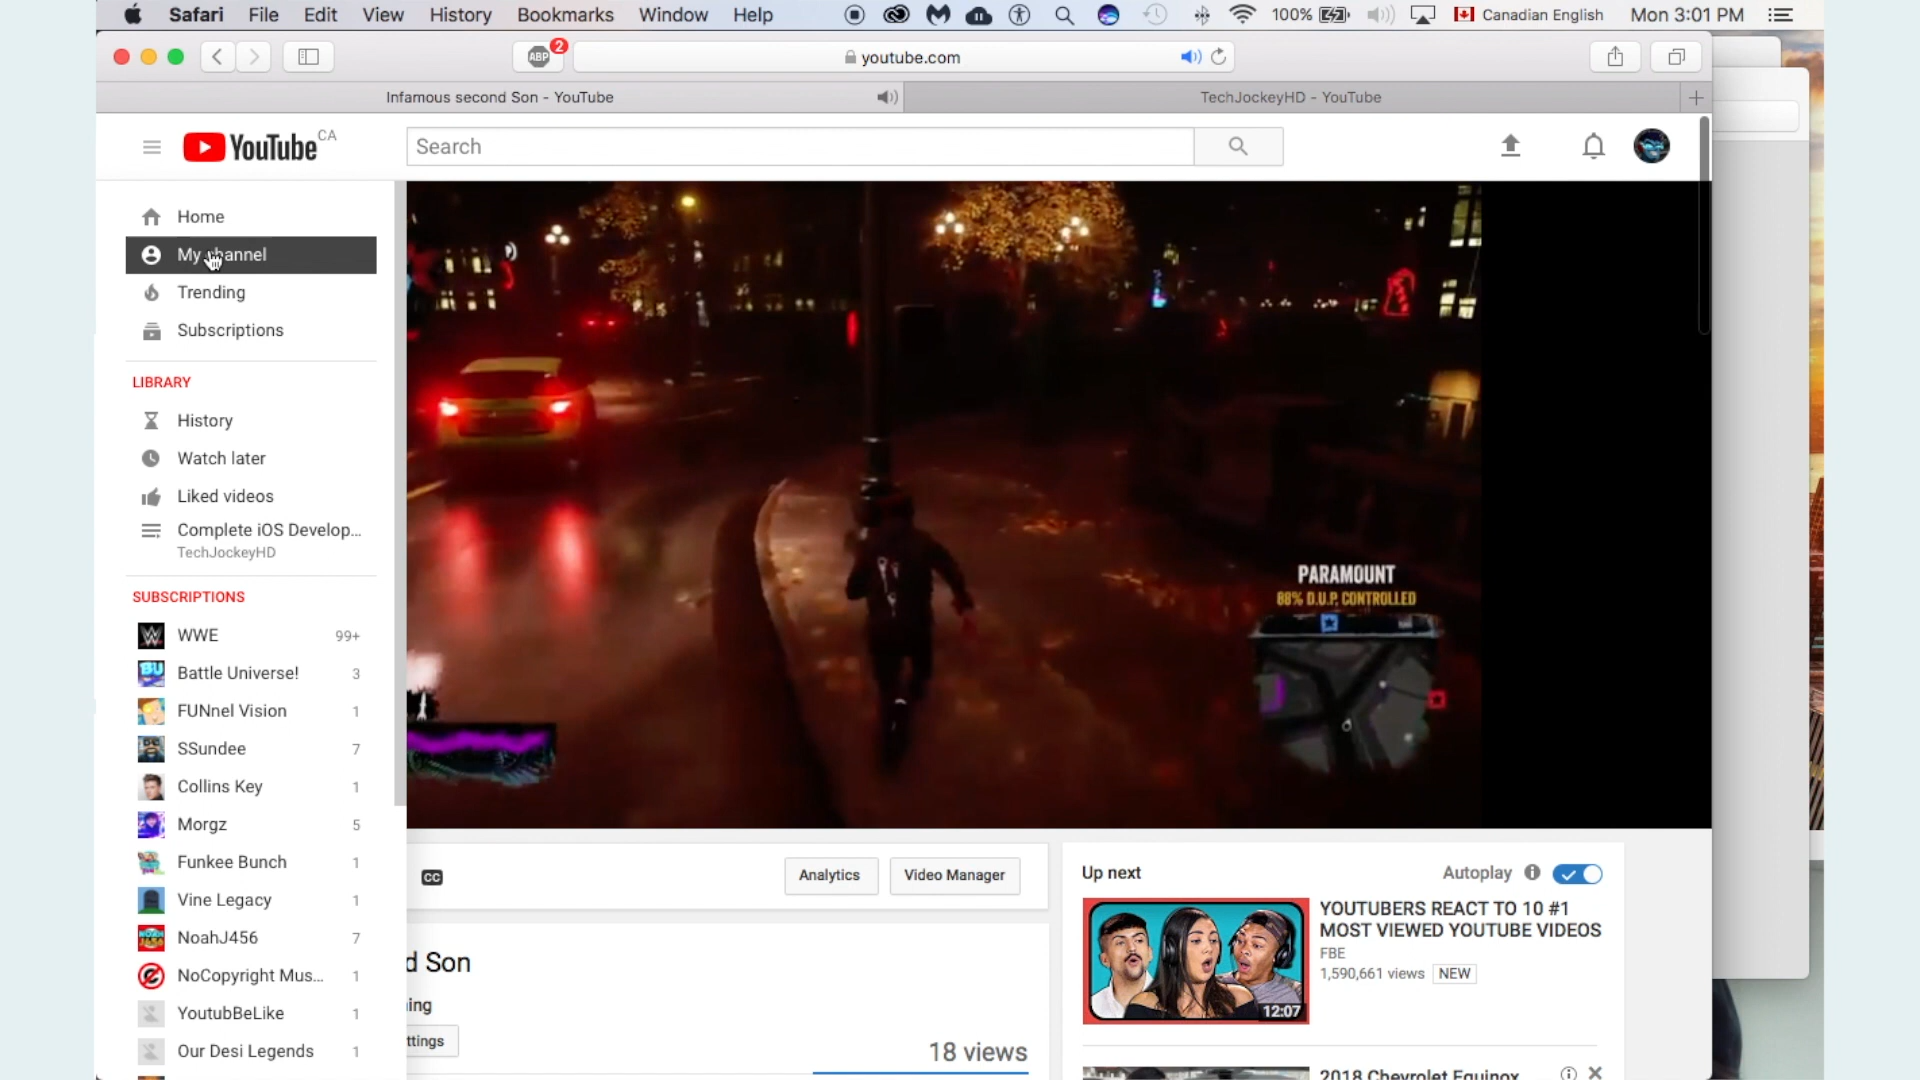 Safari File Edit View History Bookmarks Window Help 100% Canadian English Mon 3:01 PM
ABP 2 youtube.com
Infamous second Son - YouTube TechJockeyHD - YouTube
YouTube CA Search
Home
My channel
Trending
Subscriptions
LIBRARY
History
Watch later
Liked videos
Complete iOS Develop...
TechJockeyHD
SUBSCRIPTIONS
WWE 99+
Battle Universe! 3
FUNnel Vision 1
SSundee 7
Collins Key 1
Morgz 5
Funkee Bunch 1
Vine Legacy 1
NoahJ456 7
NoCopyright Mus... 1
YoutubBeLike 1
Our Desi Legends 1
PARAMOUNT
88% D.U.P. CONTROLLED
CC Analytics Video Manager
d Son
ing
ttings
18 views
Up next Autoplay
YOUTUBERS REACT TO 10 #1
MOST VIEWED YOUTUBE VIDEOS
FBE
1,590,661 views NEW
12:07
2018 Chevrolet Equinox